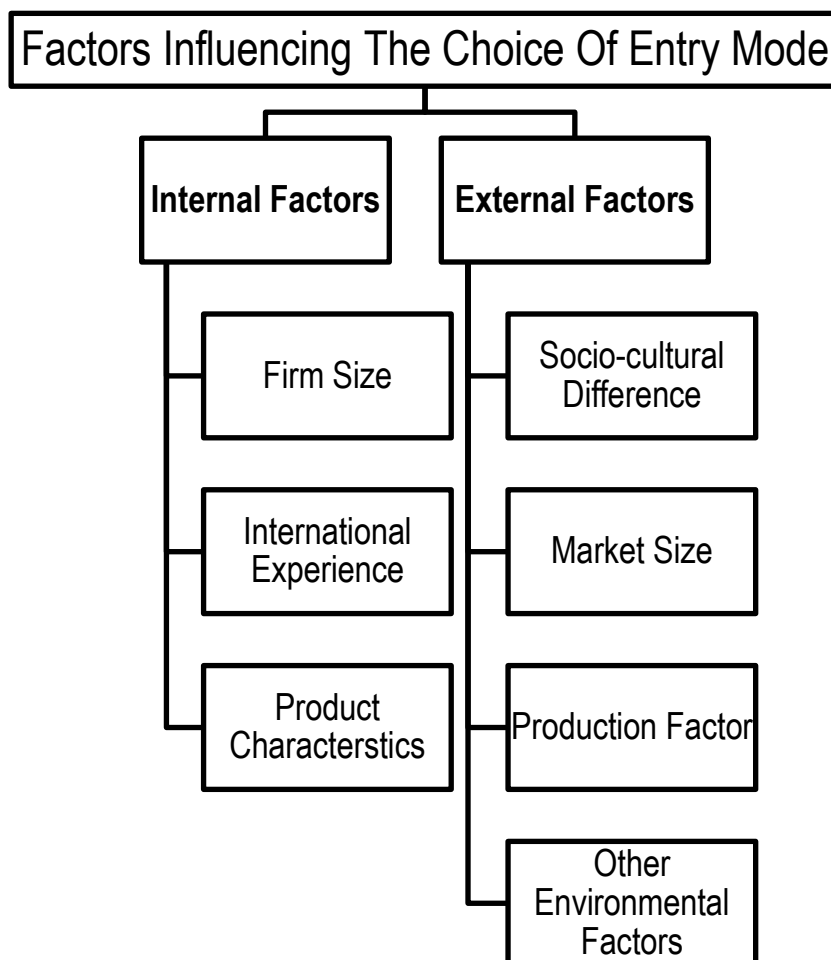 Factors Influencing The Choice Of Entry Mode
Internal Factors
External Factors
Firm Size
International
Experience
Product
Characterstics
Socio-cultural
Difference
Market Size
Production Factor
Other
Environmental
Factors